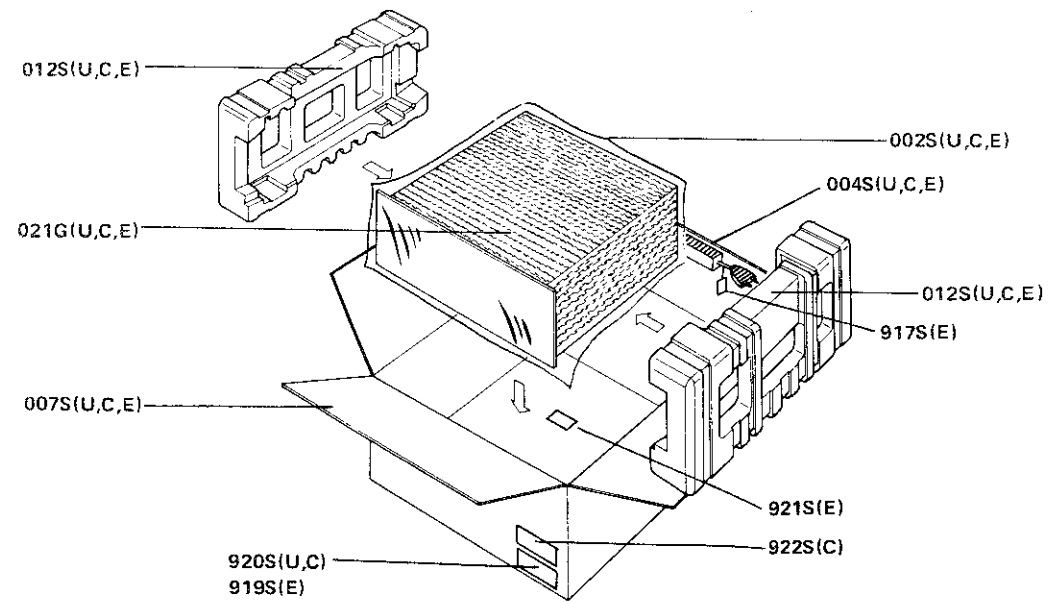 012S(U,C,E)
002S(U,C,E)
004S(U,C,E)
021G(U,C,E)
012S(U,C,E)
917S(E)
007S(U,C,E)
921S(E)
922S(C)
920S(U,C)
919S(E)